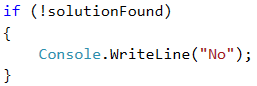 if (!solutionFound)
{
    Console.WriteLine("No");
}